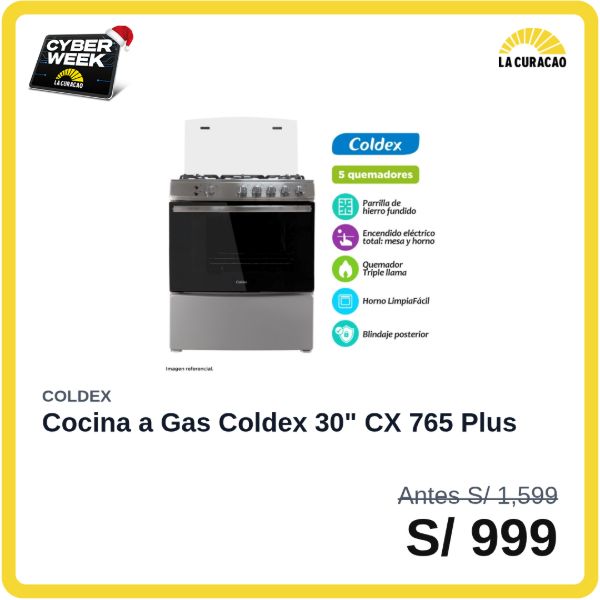 CYBER
WEEK
LA CURACAO
LA CURACAO
Coldex
5 quemadores
Parrilla de
hierro fundido
Encendido eléctrico
total: mesa y horno
Quemador
Triple llama
Horno LimpiaFácil
Blindaje posterior
Coldex
Imagen referencial.
COLDEX
Cocina a Gas Coldex 30" CX 765 Plus
Antes S/ 1,599
S/ 999